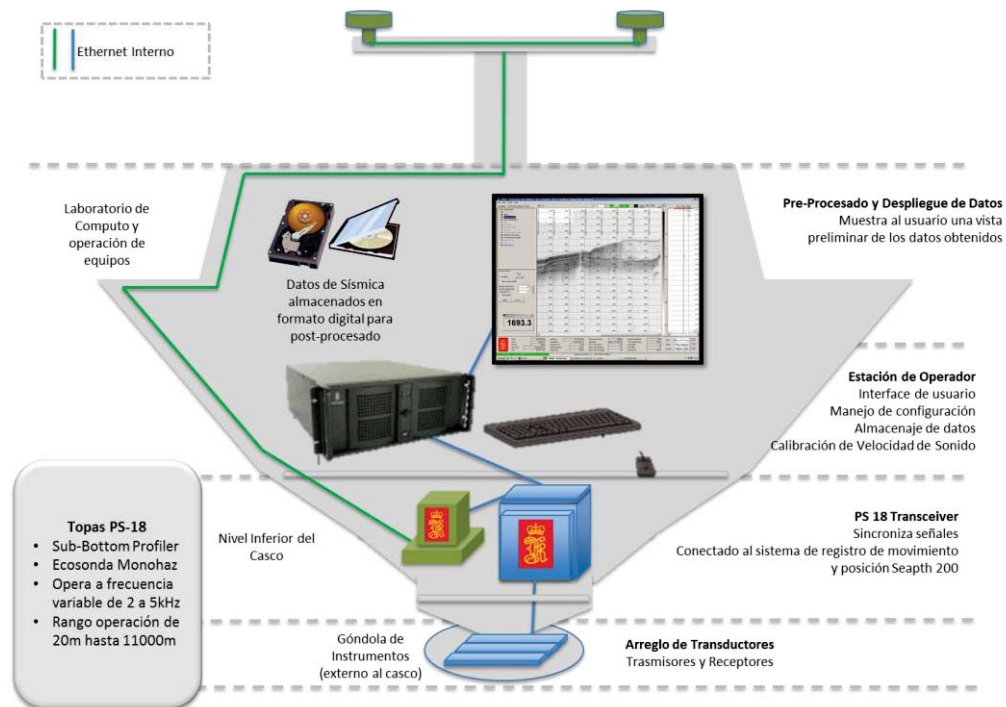 Ethernet Interno
Laboratorio de
Computo y
operación de
equipos
Datos de Sísmica
almacenados en
formato digital para
post-procesado
1693.3
Pre-Procesado y Despliegue de Datos
Muestra al usuario una vista
preliminar de los datos obtenidos
Estación de Operador
Interface de usuario
Manejo de configuración
Almacenaje de datos
Calibración de Velocidad de Sonido
Topas PS-18
• Sub-Bottom Profiler
• Ecosonda Monohaz
• Opera a frecuencia
variable de 2 a 5kHz
• Rango operación de
20m hasta 11000m
Nivel Inferior del
Casco
PS 18 Transceiver
Sincroniza señales
Conectado al sistema de registro de movimiento
y posición Seapth 200
Góndola de
Instrumentos
(externo al casco)
Arreglo de Transductores
Trasmisores y Receptores